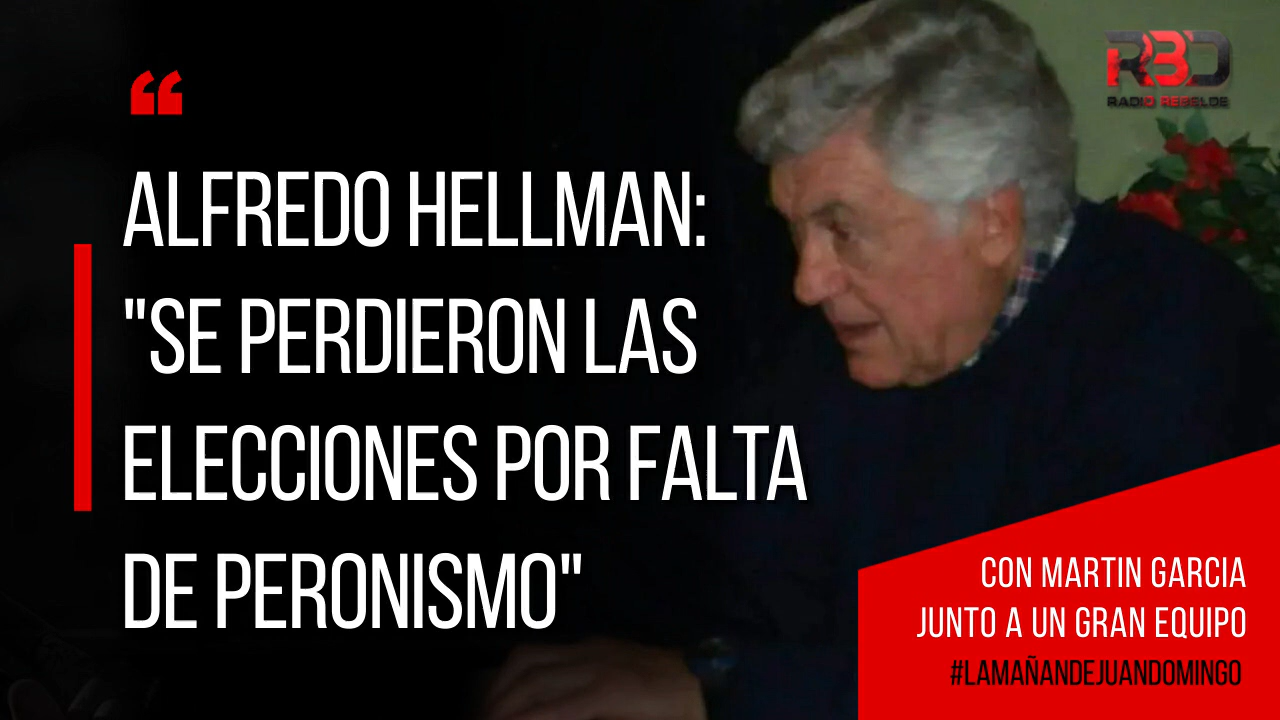 “
ALFREDO HELLMAN:
"SE PERDIERON LAS
ELECCIONES POR FALTA
DE PERONISMO"
RBD
RADIO REBELDE
CON MARTIN GARCIA
JUNTO A UN GRAN EQUIPO
#LAMAÑANDEJUANDOMINGO